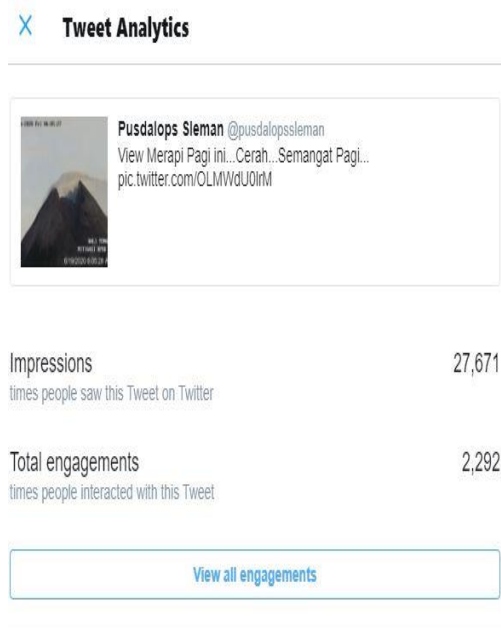 Tweet Analytics
Pusdalops Sleman @pusdalopssleman
View Merapi Pagi ini...Cerah...Semangat Pagi...
pic.twitter.com/OLMWdU0lrM
Impressions
27,671
times people saw this Tweet on Twitter
Total engagements
2,292
times people interacted with this Tweet
View all engagements